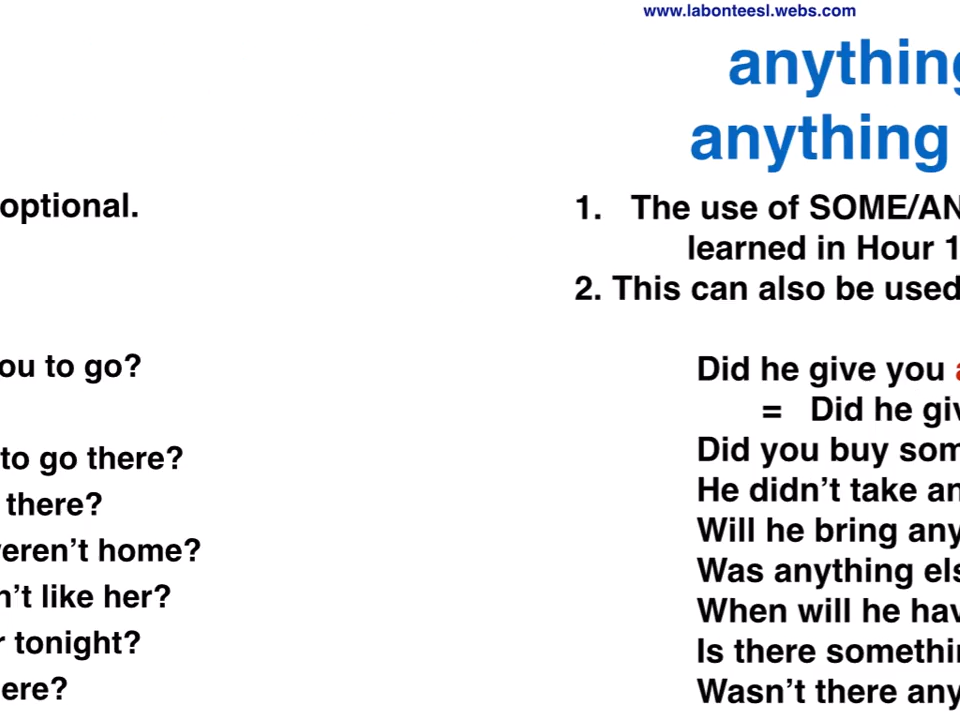 optional.
ou to go?
to go there?
there?
eren't home?
n't like her?
r tonight?
ere?
www.labonteesl.webs.com
anything
anything
1. The use of SOME/AN
learned in Hour 1
2. This can also be used
Did he give you a
= Did he giv
Did you buy som
He didn't take an
Will he bring any
Was anything els
When will he hav
Is there somethin
Wasn't there any